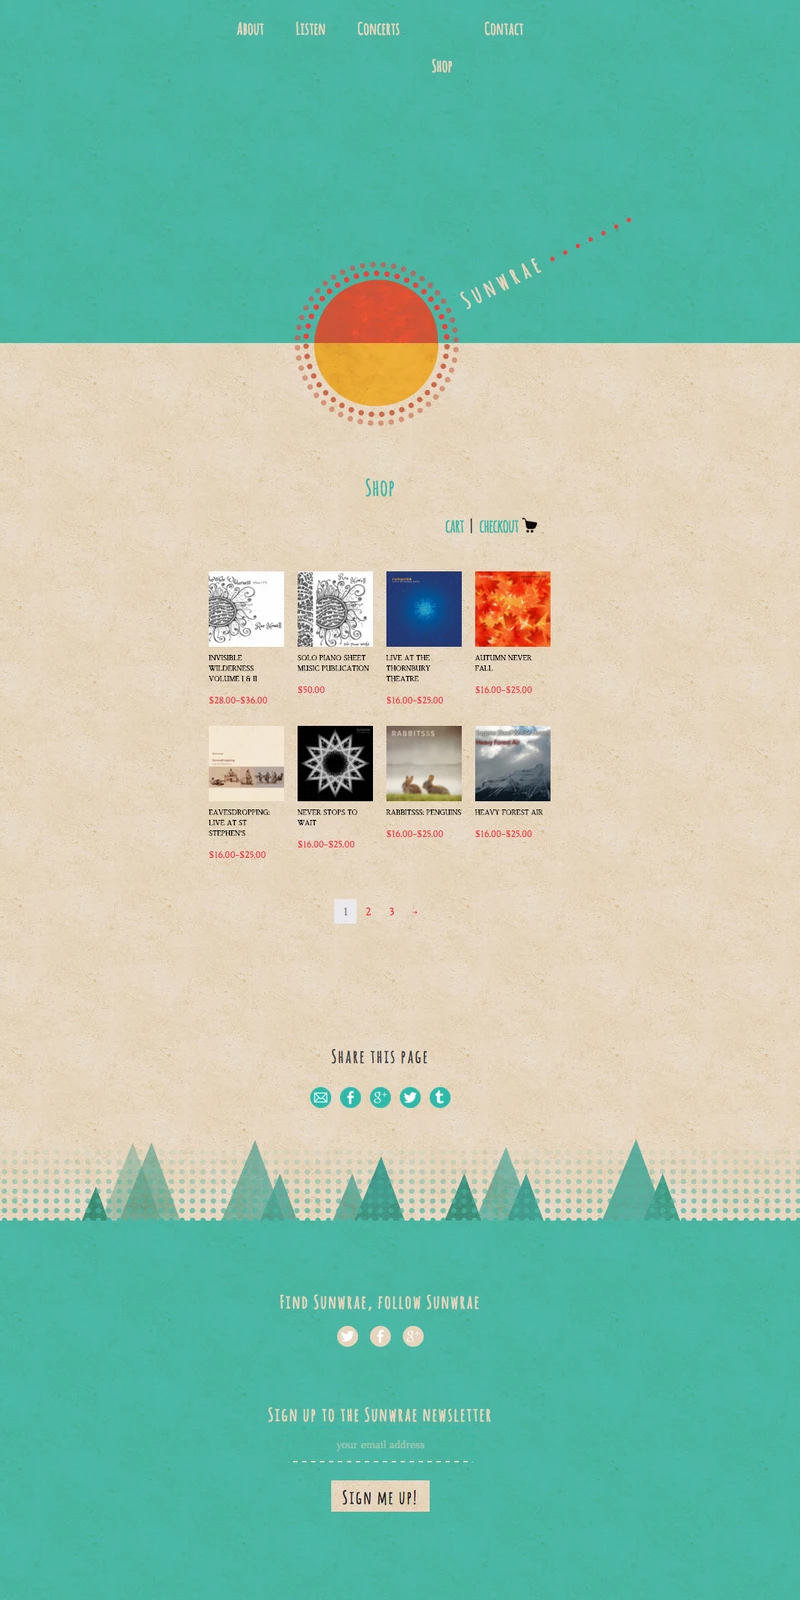 About
Listen
Concerts
Contact
Shop
Sunwrae
Shop
CART | CHECKOUT
INVISIBLE
WILDERNESS
VOLUME I & II
$28.00–$36.00
SOLO PIANO SHEET
MUSIC PUBLICATION
$50.00
LIVE AT THE
THORNBURY
THEATRE
$16.00–$25.00
AUTUMN NEVER
FALL
$16.00–$25.00
RABBITSSS
Heavy Forest Air
EAVESDROPPING:
LIVE AT ST
STEPHEN'S
$16.00–$25.00
NEVER STOPS TO
WAIT
$16.00–$25.00
RABBITSSS: PENGUINS
$16.00–$25.00
HEAVY FOREST AIR
$16.00–$25.00
1 2 3 →
Share this page
Find Sunwrae, follow Sunwrae
Sign up to the Sunwrae newsletter
your email address
Sign me up!